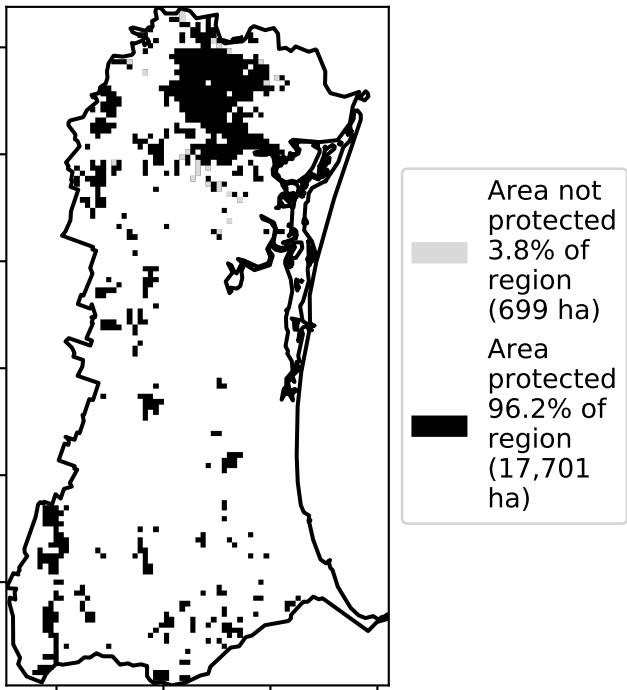 Area not
protected
3.8% of
region
(699 ha)
Area
protected
96.2% of
region
(17,701
ha)